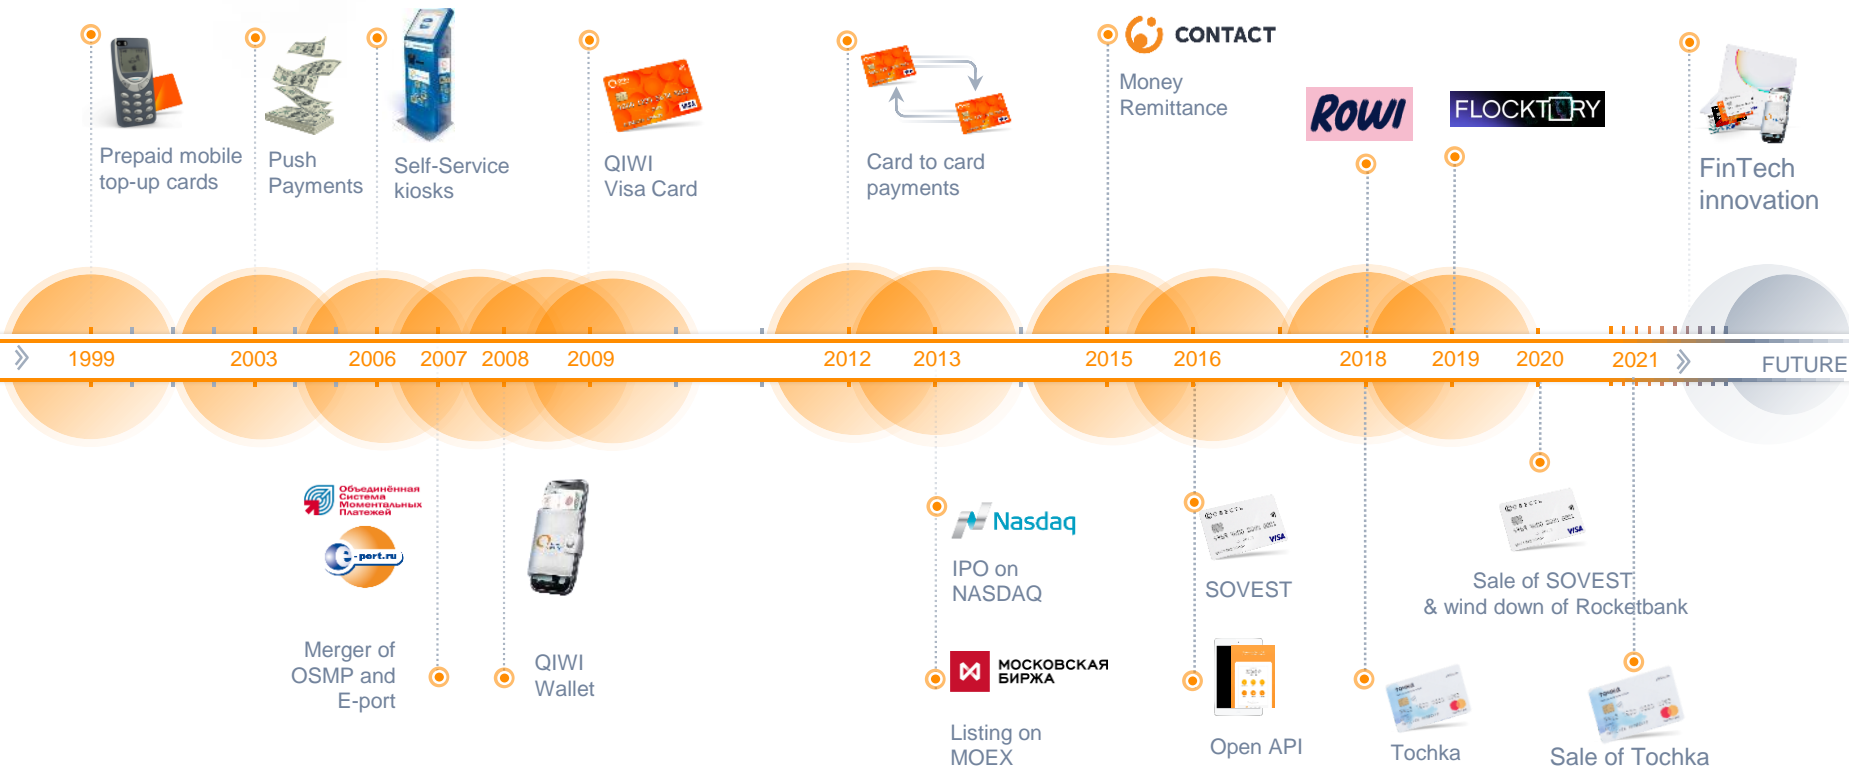 CONTACT
Money
Remittance
ROWI
FLOCKTORY
Prepaid mobile
top-up cards
Push
Payments
Self-Service
kiosks
QIWI
Visa Card
VISA
Card to card
payments
FinTech
innovation
1999
2003
2006
2007
2008
2009
2012
2013
2015
2016
2018
2019
2020
2021
FUTURE
Объединённая
Система
Моментальных
Платежей
e-port.ru
Merger of
OSMP and
E-port
QIWI
Wallet
Nasdaq
IPO on
NASDAQ
МОСКОВСКАЯ
БИРЖА
Listing on
MOEX
VISA
SOVEST
Open API
Tochka
VISA
Sale of SOVEST
& wind down of Rocketbank
Sale of Tochka